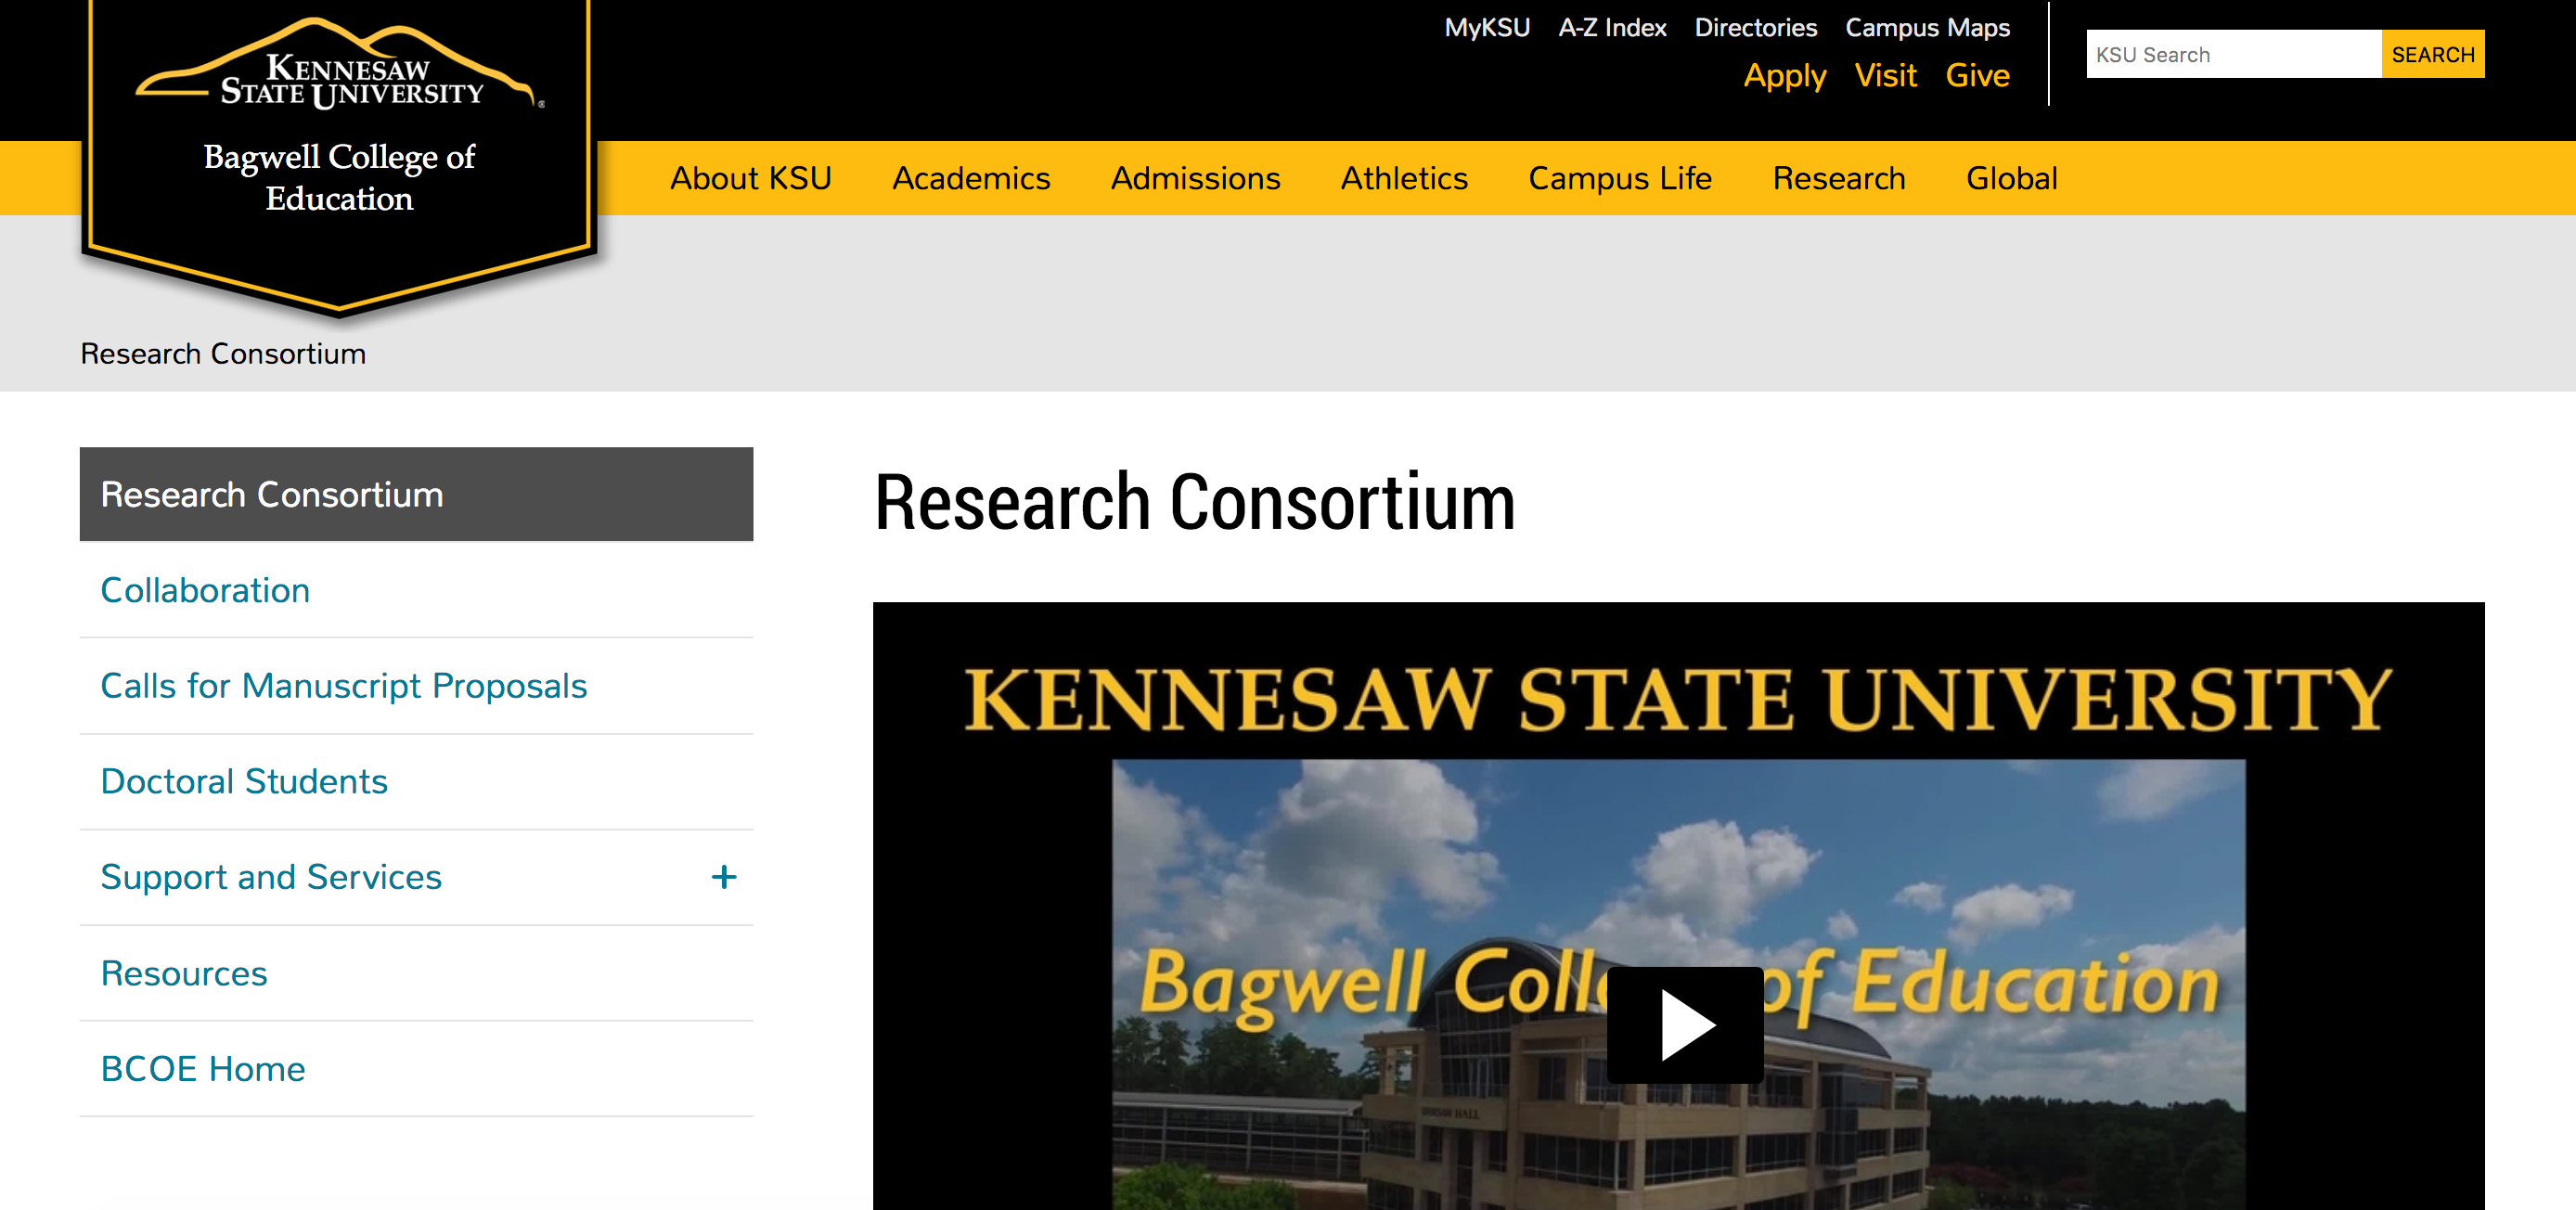 KENNESAW
STATE UNIVERSITY
®
Bagwell College of
Education
MyKSU A-Z Index Directories Campus Maps
Apply Visit Give
KSU Search
SEARCH
About KSU Academics Admissions Athletics Campus Life Research Global
Research Consortium
Research Consortium
Collaboration
Calls for Manuscript Proposals
Doctoral Students
Support and Services +
Resources
BCOE Home
Research Consortium
KENNESAW STATE UNIVERSITY
Bagwell of Education
HALL